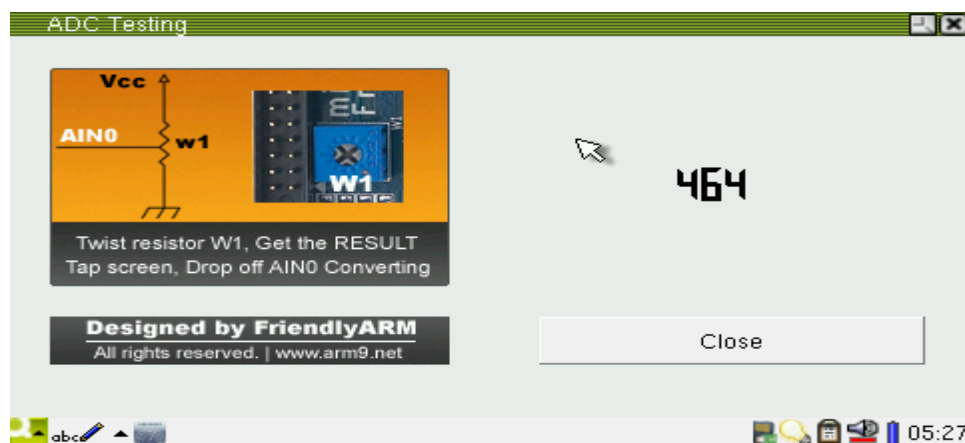 ADC Testing
Vcc
AIN0
w1
W1
Twist resistor W1, Get the RESULT
Tap screen, Drop off AIN0 Converting
464
Designed by FriendlyARM
All rights reserved. | www.arm9.net
Close
abc
05:27